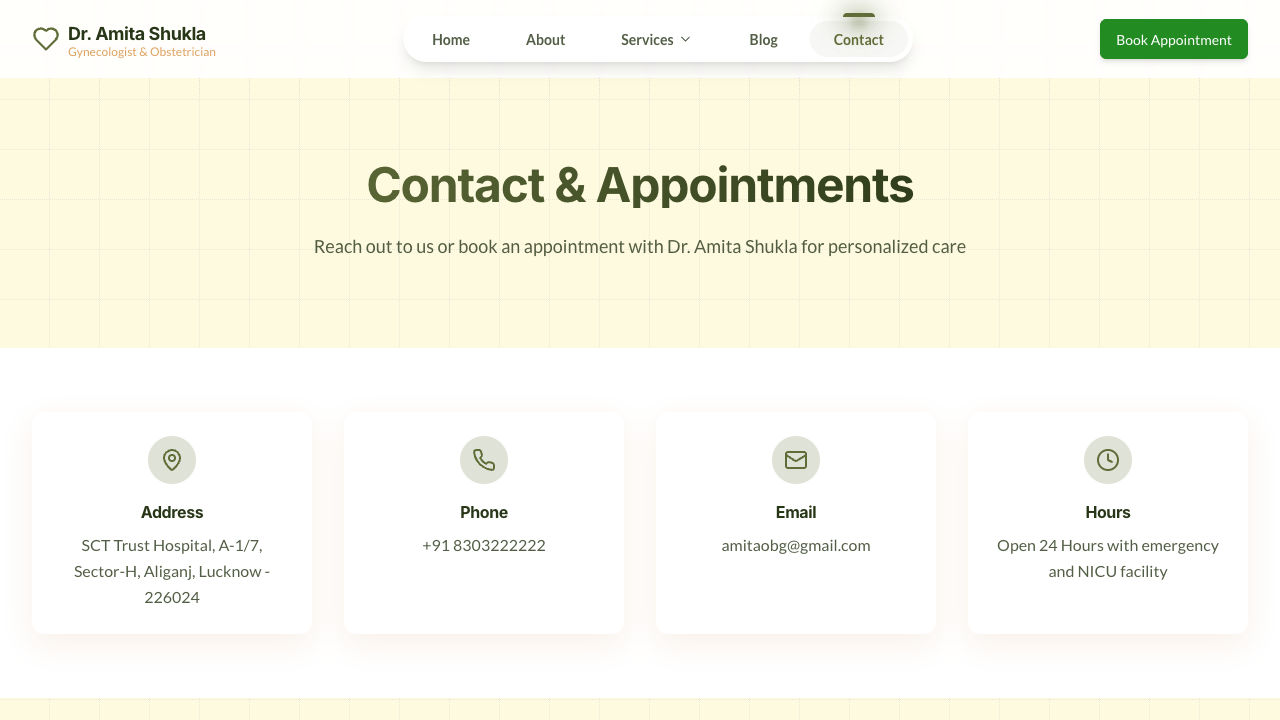 Dr. Amita Shukla
Gynecologist & Obstetrician
Home
About
Services
Blog
Contact
Book Appointment
Contact & Appointments
Reach out to us or book an appointment with Dr. Amita Shukla for personalized care
Address
SCT Trust Hospital, A-1/7,
Sector-H, Aliganj, Lucknow -
226024
Phone
+91 8303222222
Email
amitaobg@gmail.com
Hours
Open 24 Hours with emergency
and NICU facility